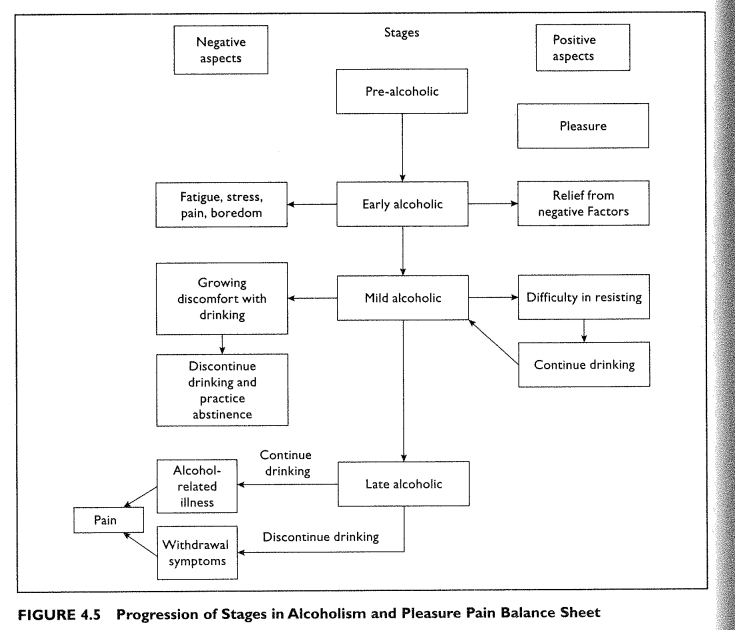 Negative
aspects
Stages
Positive
aspects
Pre-alcoholic
Pleasure
Fatigue, stress,
pain, boredom
Early alcoholic
Relief from
negative Factors
Growing
discomfort with
drinking
Mild alcoholic
Difficulty in resisting
Discontinue
drinking and
practice
abstinence
Continue drinking
Continue
drinking
Alcohol-
related
illness
Late alcoholic
Pain
Withdrawal
symptoms
Discontinue drinking
FIGURE 4.5 Progression of Stages in Alcoholism and Pleasure Pain Balance Sheet